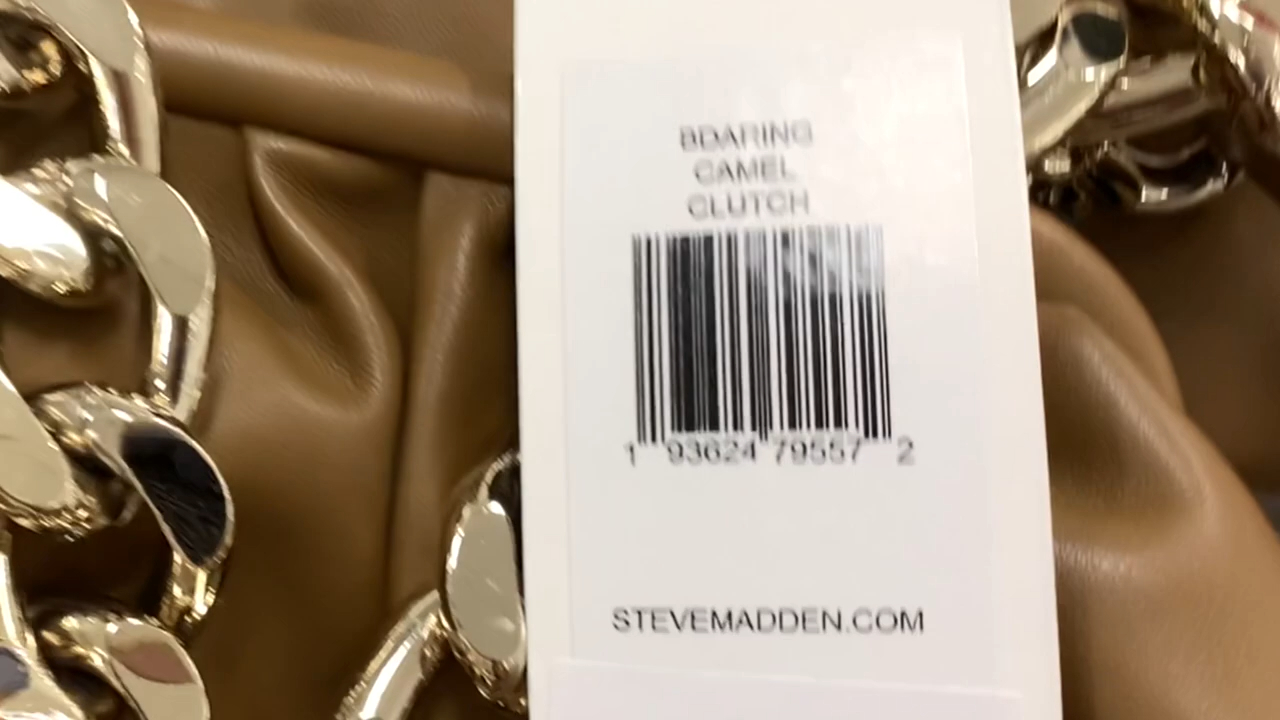 BDARING
CAMEL
CLUTCH
1 93624 79557 2
STEVEMADDEN.COM